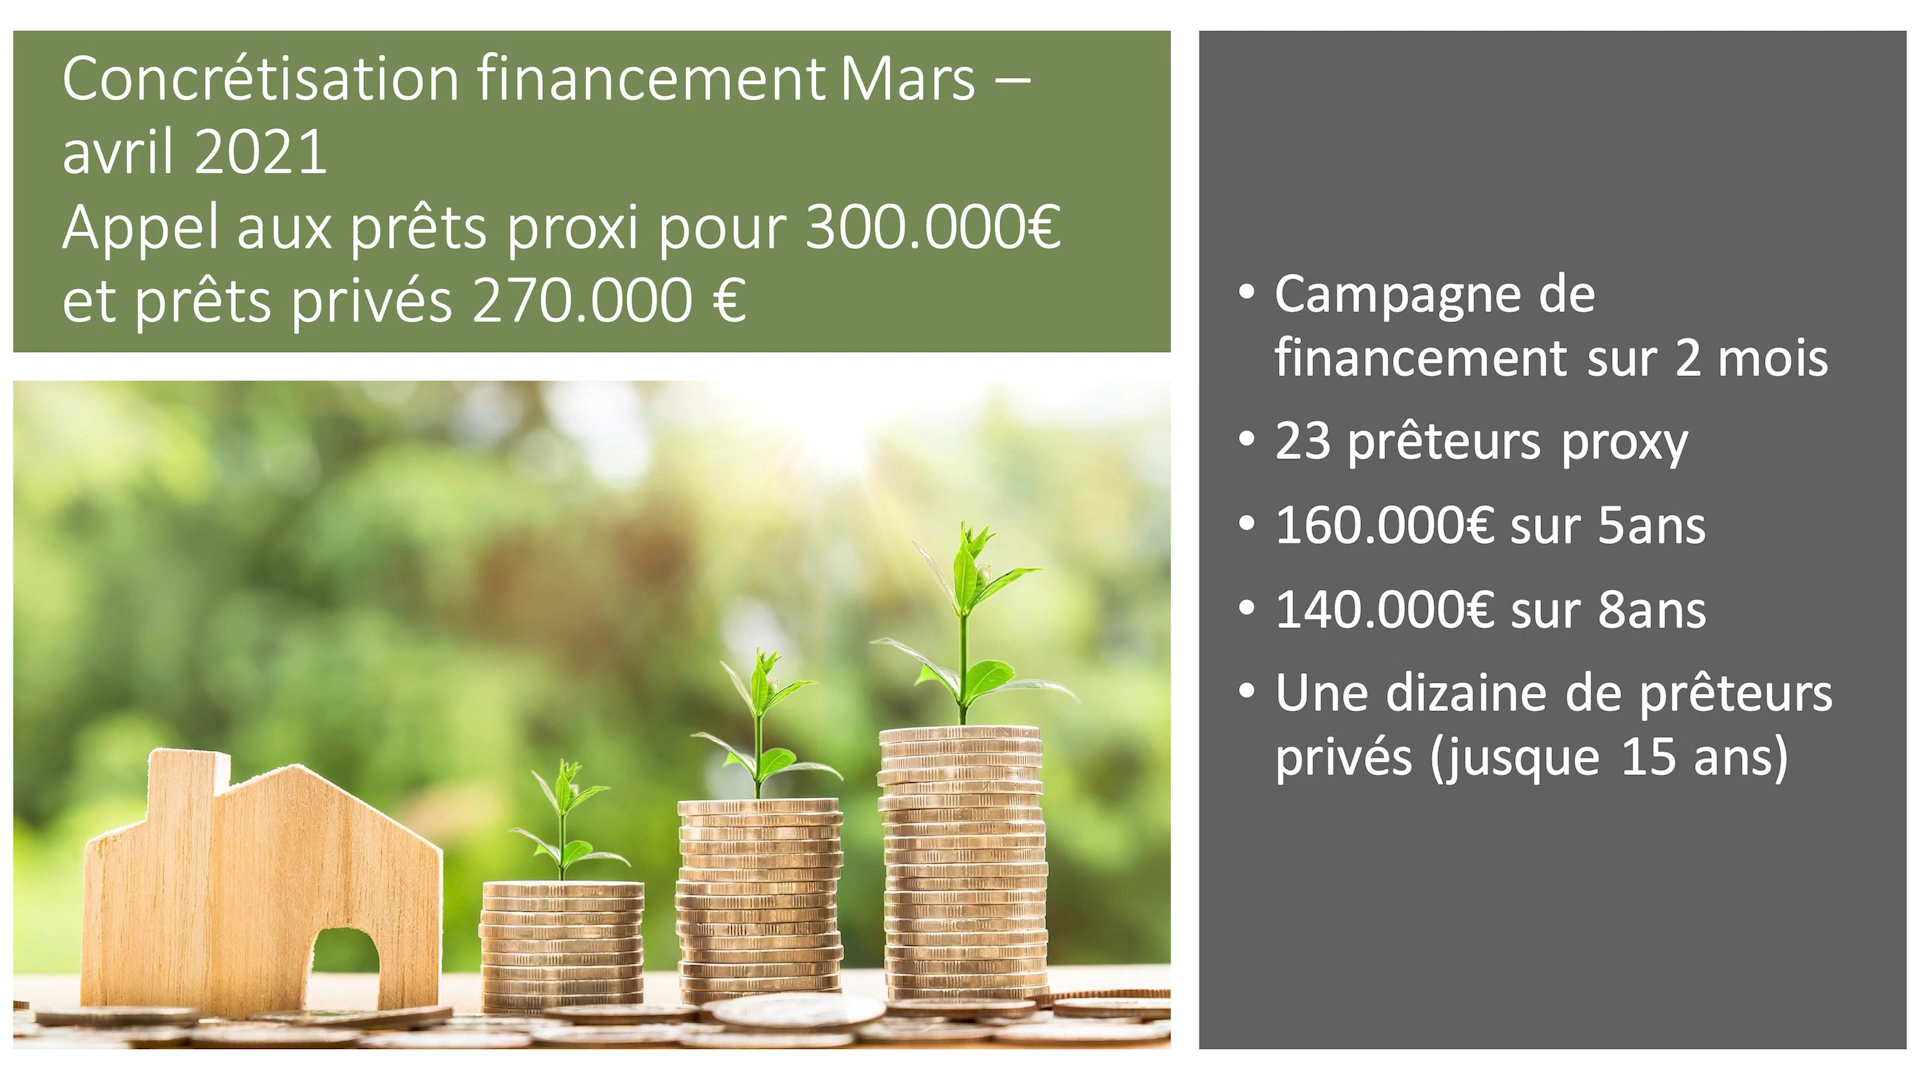 Concrétisation financement Mars –
avril 2021
Appel aux prêts proxi pour 300.000€
et prêts privés 270.000 €
• Campagne de
financement sur 2 mois
• 23 prêteurs proxy
• 160.000€ sur 5ans
• 140.000€ sur 8ans
• Une dizaine de prêteurs
privés (jusque 15 ans)